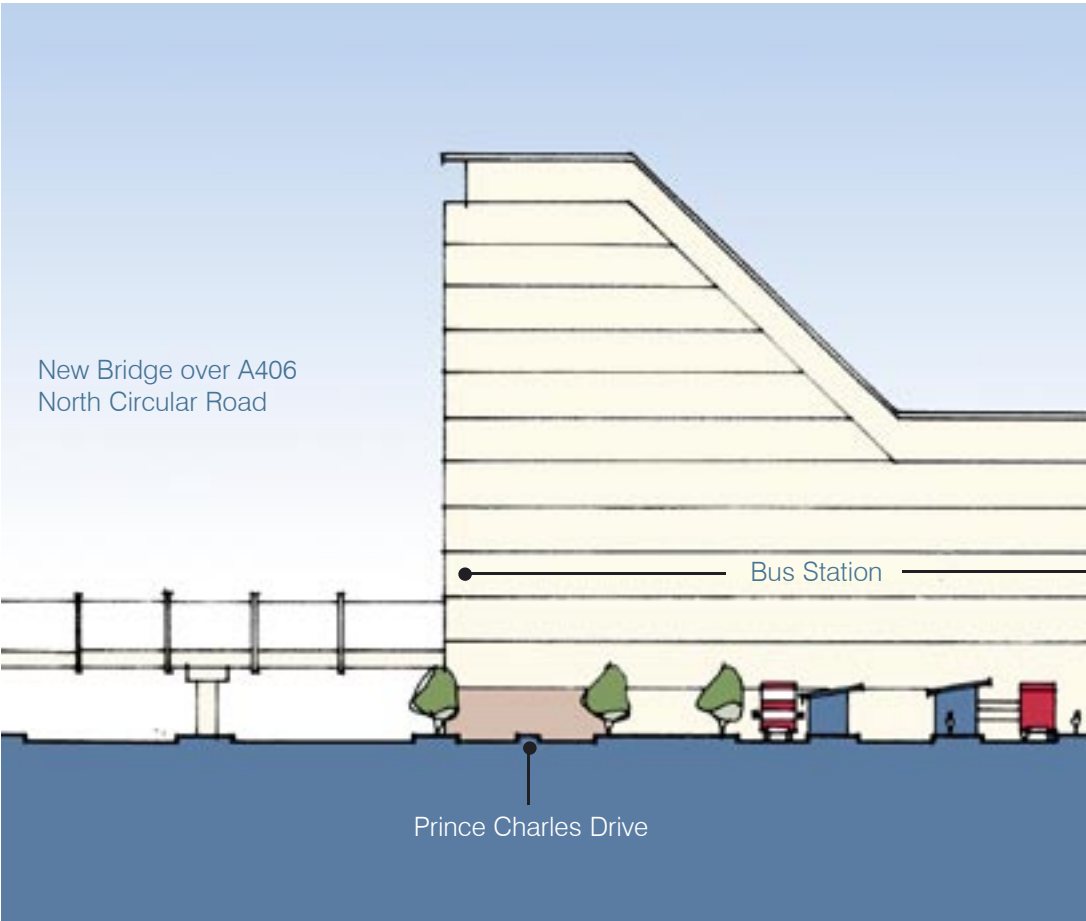 New Bridge over A406
North Circular Road
Bus Station
Prince Charles Drive